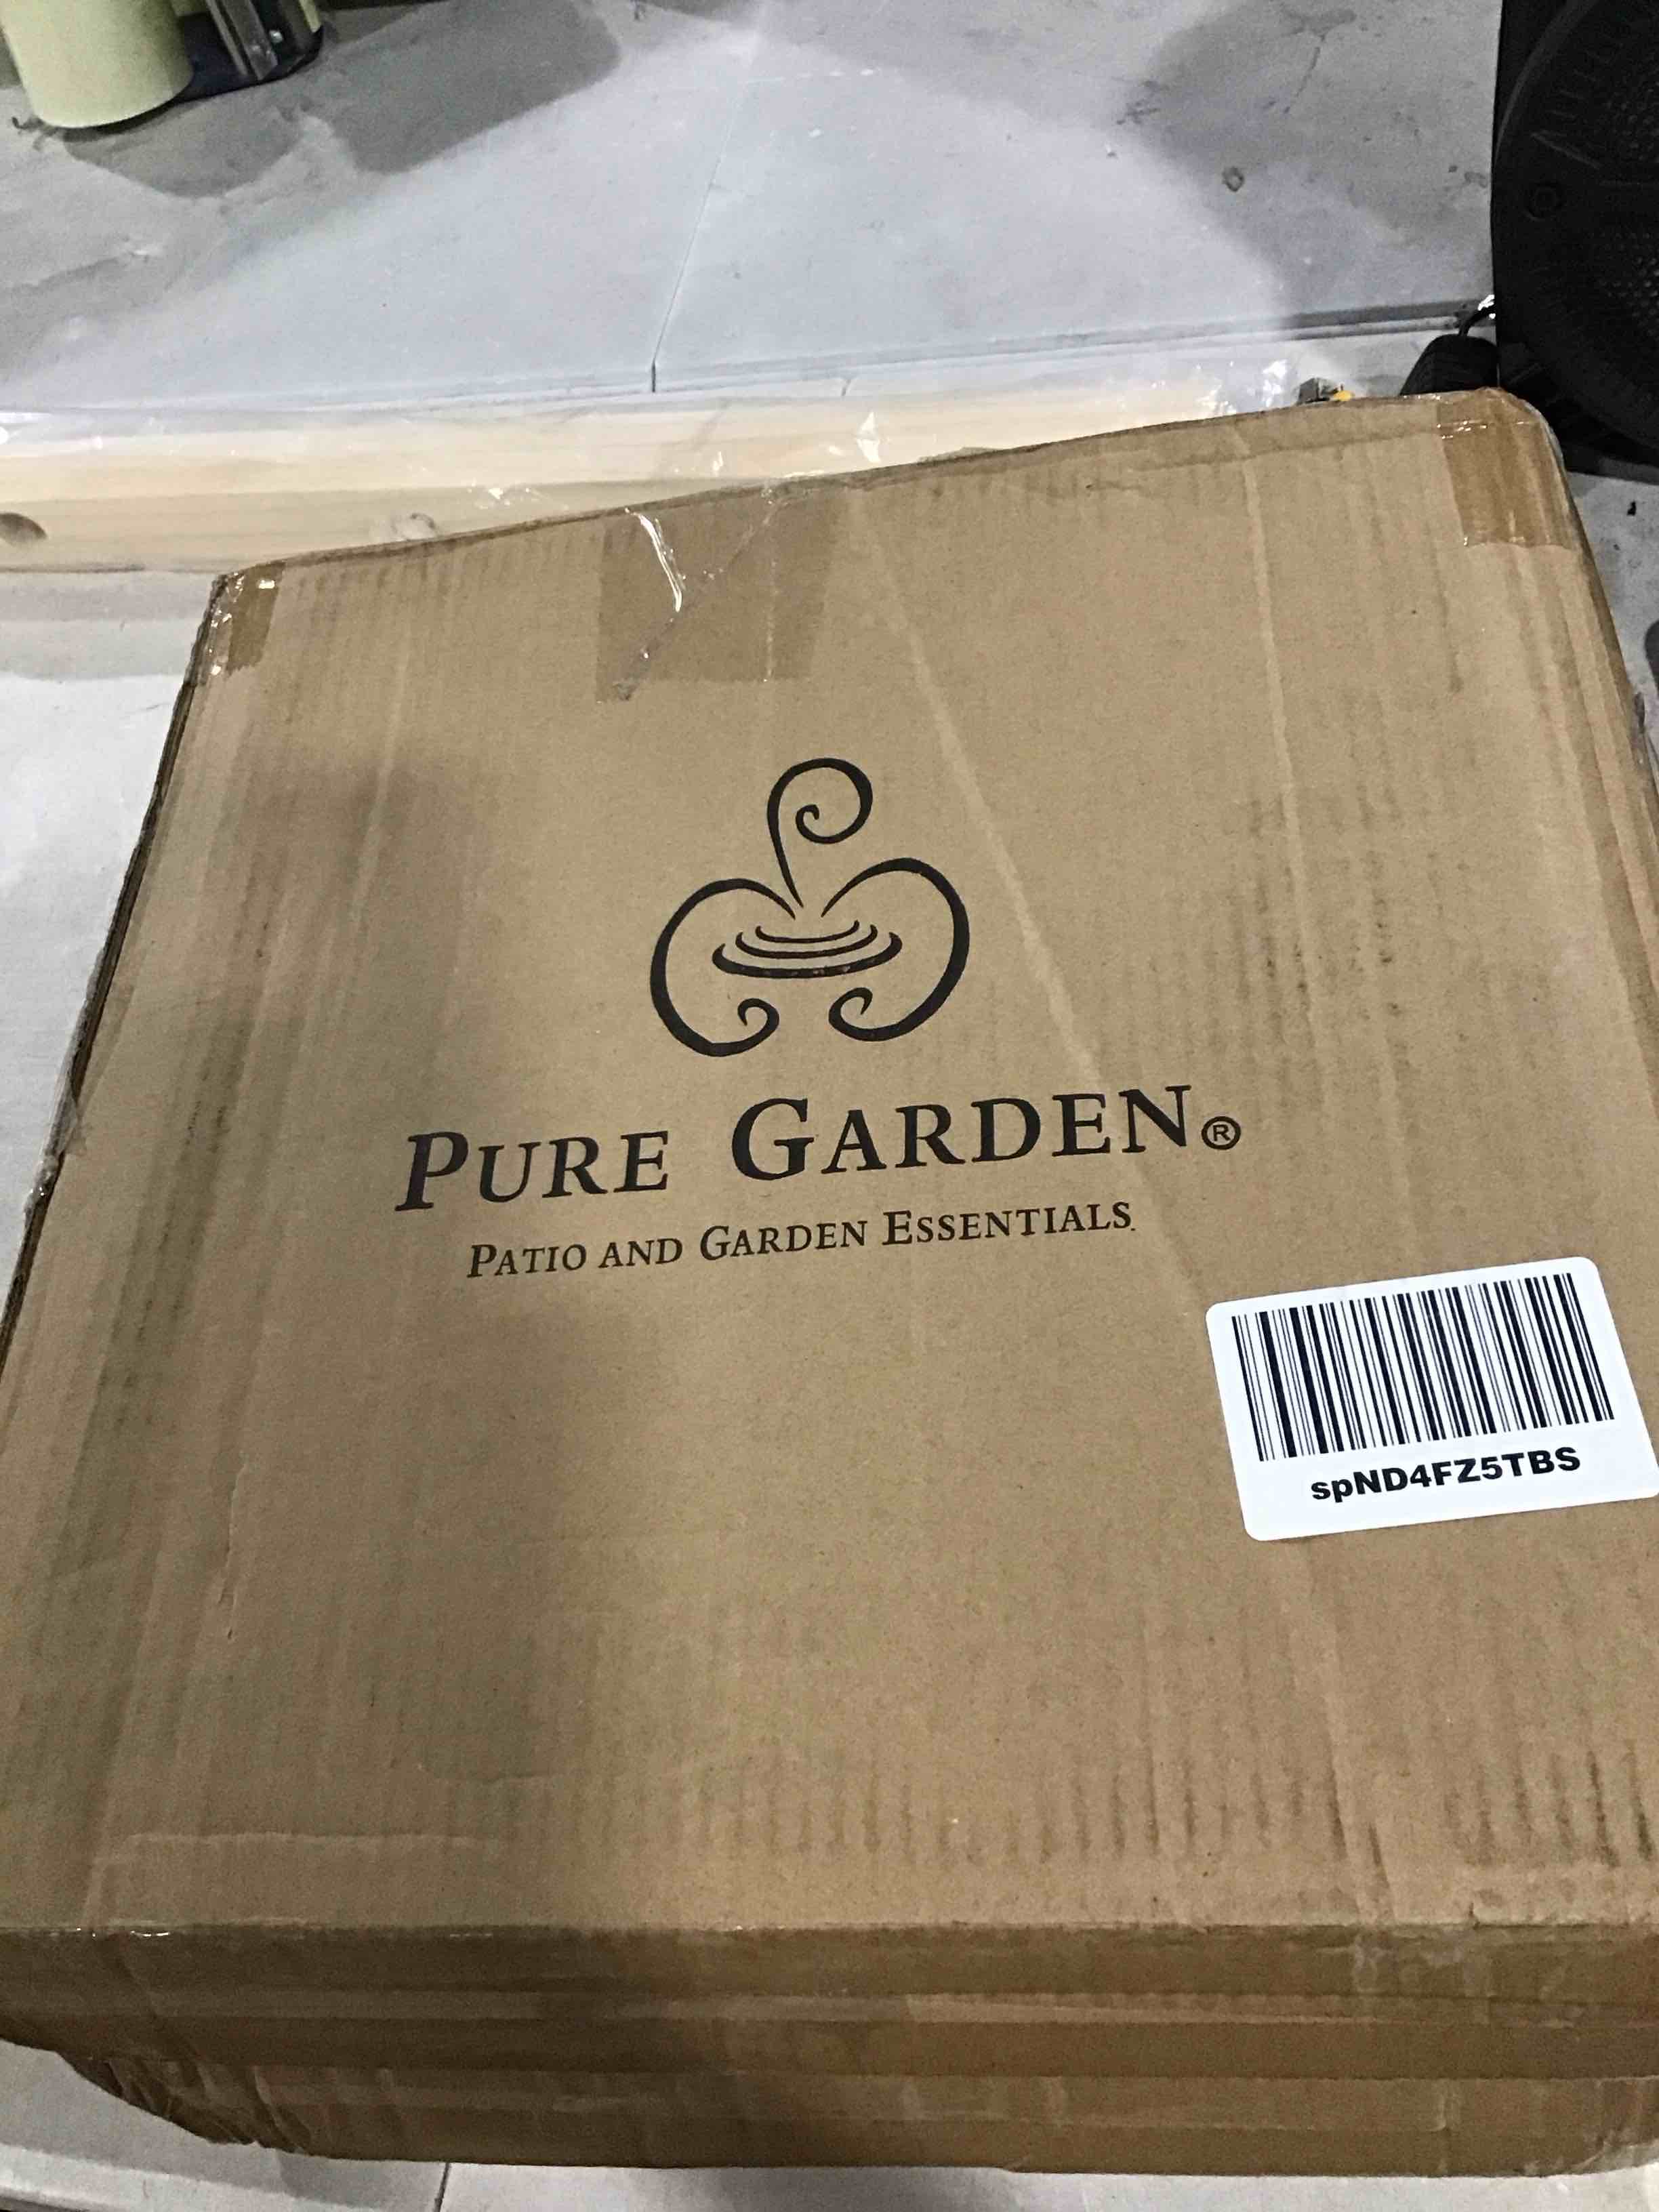 PURE GARDEN®
PATIO AND GARDEN ESSENTIALS.
spND4FZ5TBS